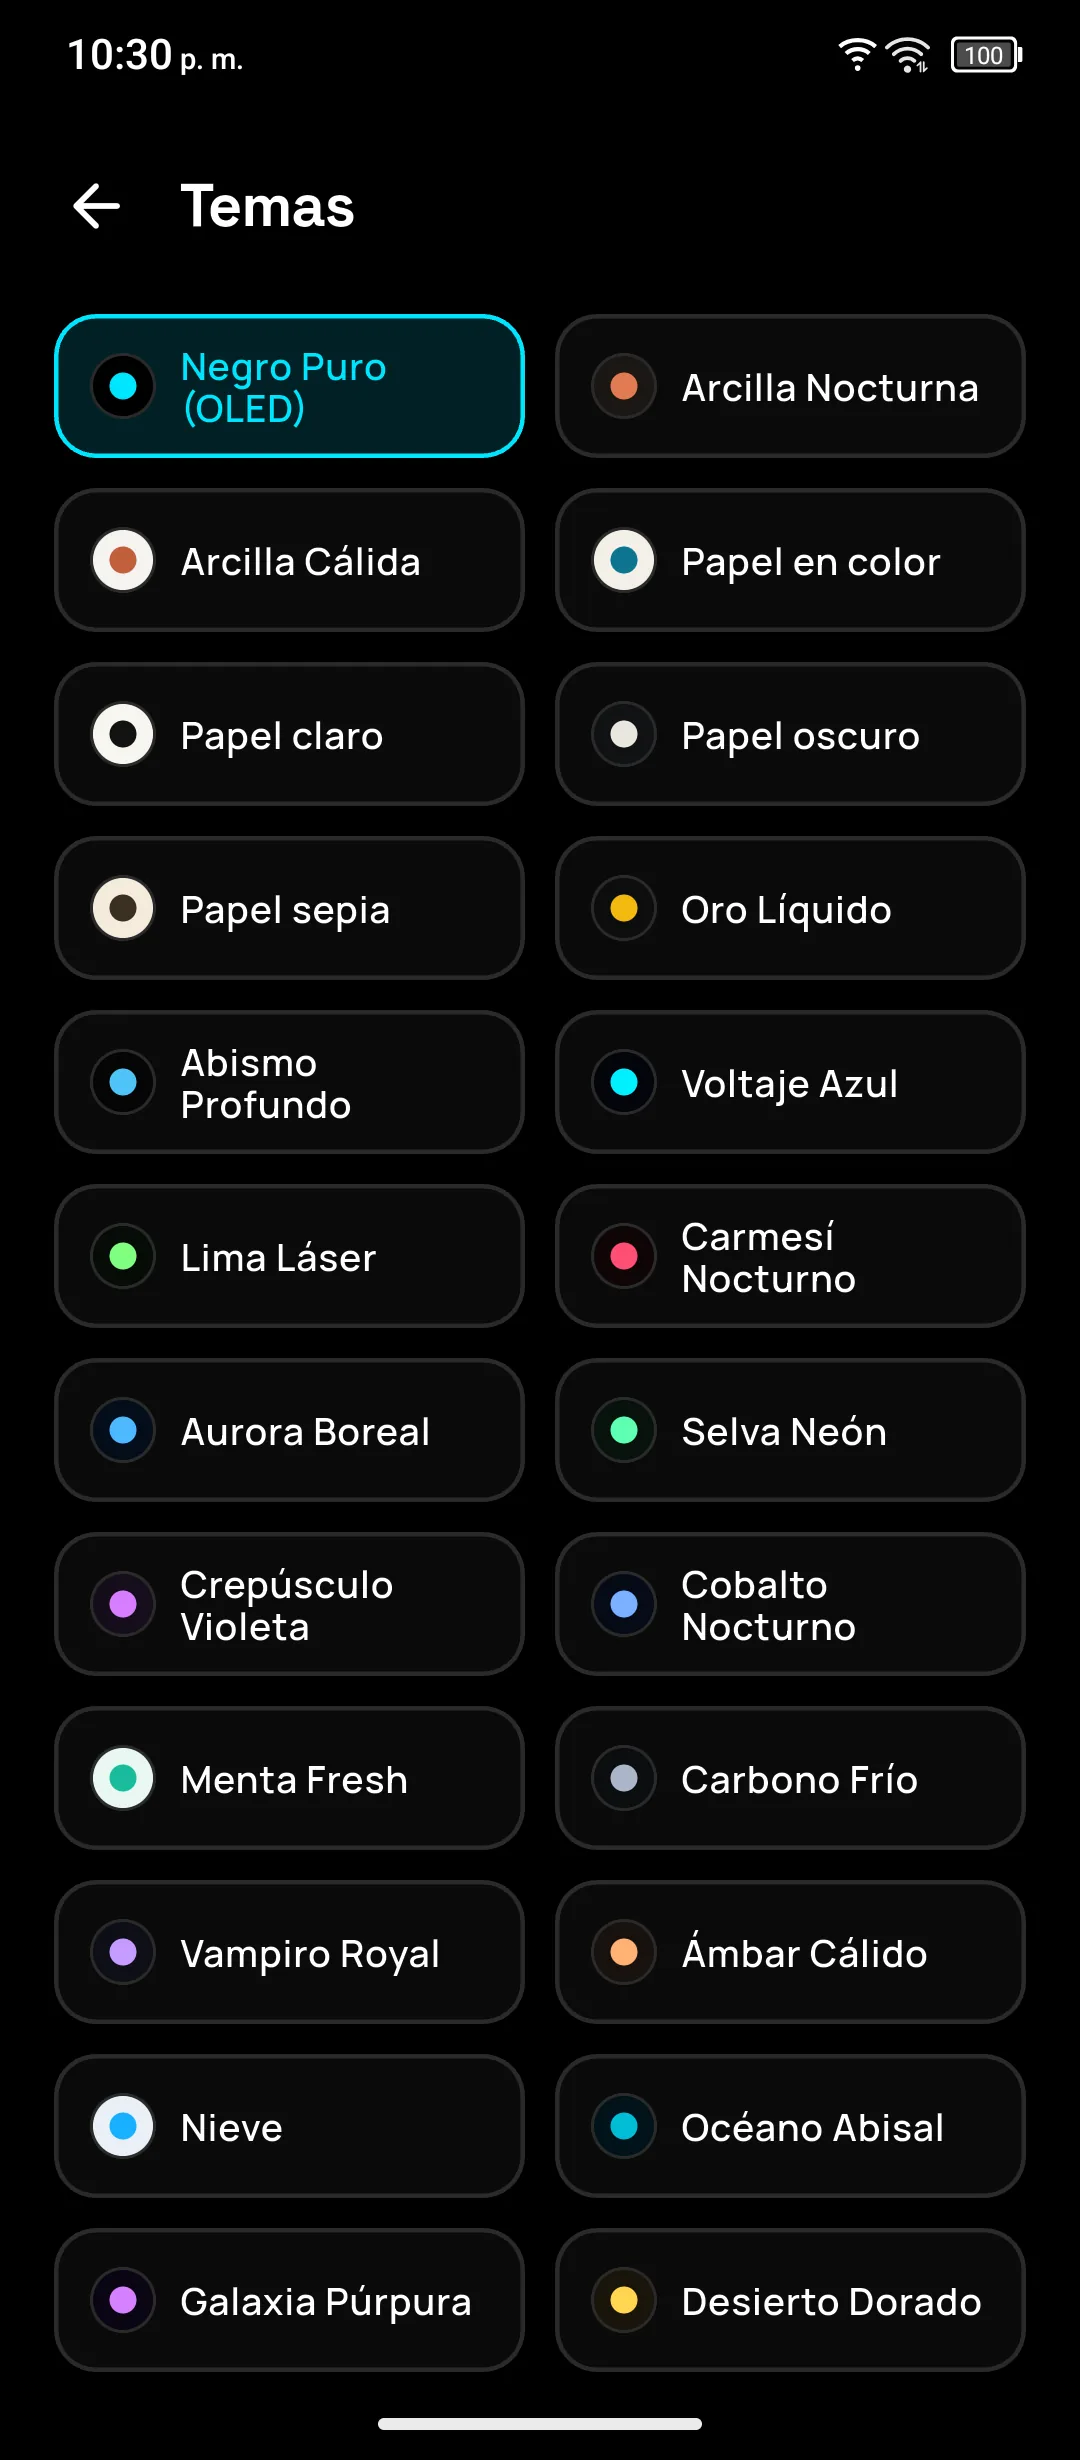 10:30 p. m.
100
Temas
Negro Puro
(OLED)
Arcilla Nocturna
Arcilla Cálida
Papel en color
Papel claro
Papel oscuro
Papel sepia
Oro Líquido
Abismo
Profundo
Voltaje Azul
Lima Láser
Carmesí
Nocturno
Aurora Boreal
Selva Neón
Crepúsculo
Violeta
Cobalto
Nocturno
Menta Fresh
Carbono Frío
Vampiro Royal
Ámbar Cálido
Nieve
Océano Abisal
Galaxia Púrpura
Desierto Dorado